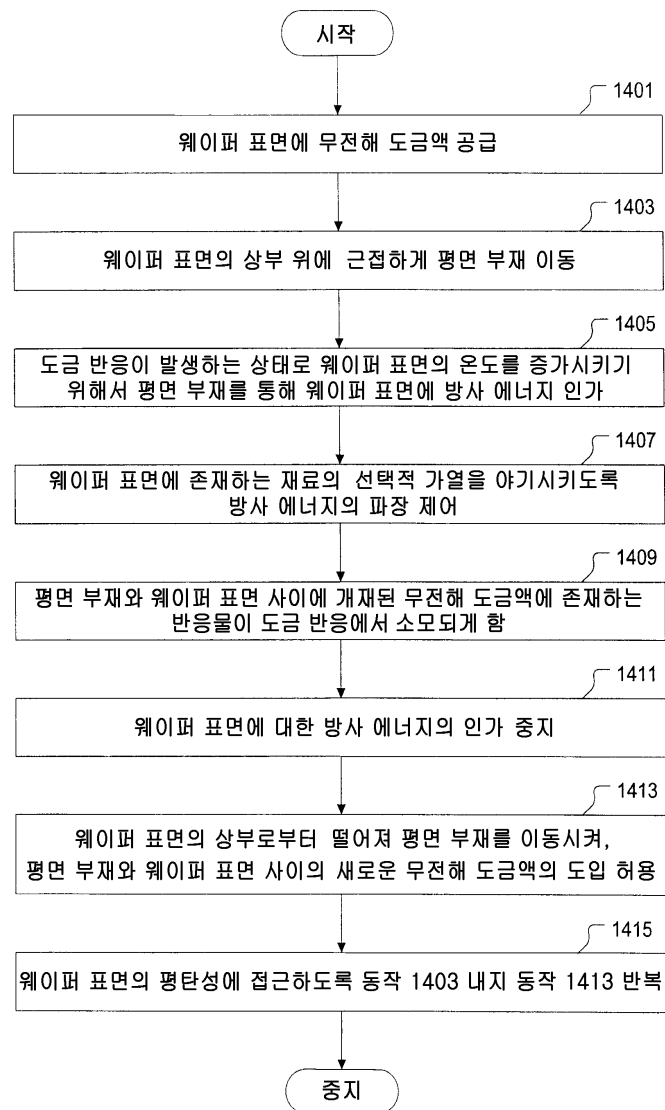 시작
1401
웨이퍼 표면에 무전해 도금액 공급
1403
웨이퍼 표면의 상부 위에 근접하게 평면 부재 이동
1405
도금 반응이 발생하는 상태로 웨이퍼 표면의 온도를 증가시키기
위해서 평면 부재를 통해 웨이퍼 표면에 방사 에너지 인가
1407
웨이퍼 표면에 존재하는 재료의 선택적 가열을 야기시키도록
방사 에너지의 파장 제어
1409
평면 부재와 웨이퍼 표면 사이에 개재된 무전해 도금액에 존재하는
반응물이 도금 반응에서 소모되게 함
1411
웨이퍼 표면에 대한 방사 에너지의 인가 중지
1413
웨이퍼 표면의 상부로부터 떨어져 평면 부재를 이동시켜,
평면 부재와 웨이퍼 표면 사이의 새로운 무전해 도금액의 도입 허용
1415
웨이퍼 표면의 평탄성에 접근하도록 동작 1403 내지 동작 1413 반복
중지